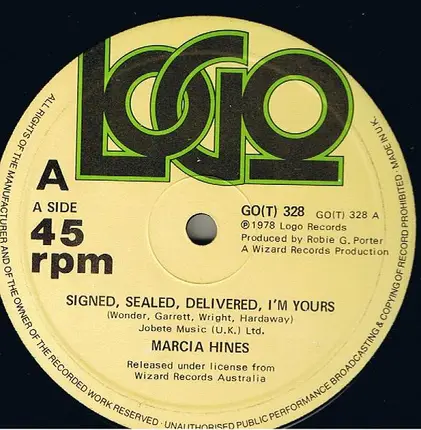 LOGO
A
A SIDE
45
rpm
GO(T) 328 GO(T) 328 A
℗ 1978 Logo Records
Produced by Robie G. Porter
A Wizard Records Production
SIGNED, SEALED, DELIVERED, I'M YOURS
(Wonder, Garrett, Wright, Hardaway)
Jobete Music (U.K.) Ltd.
MARCIA HINES
Released under license from
Wizard Records Australia
ALL RIGHTS OF THE MANUFACTURER AND OF THE OWNER OF THE RECORDED WORK RESERVED · UNAUTHORISED PUBLIC PERFORMANCE BROADCASTING & COPYING OF RECORD PROHIBITED · MADE IN U.K.